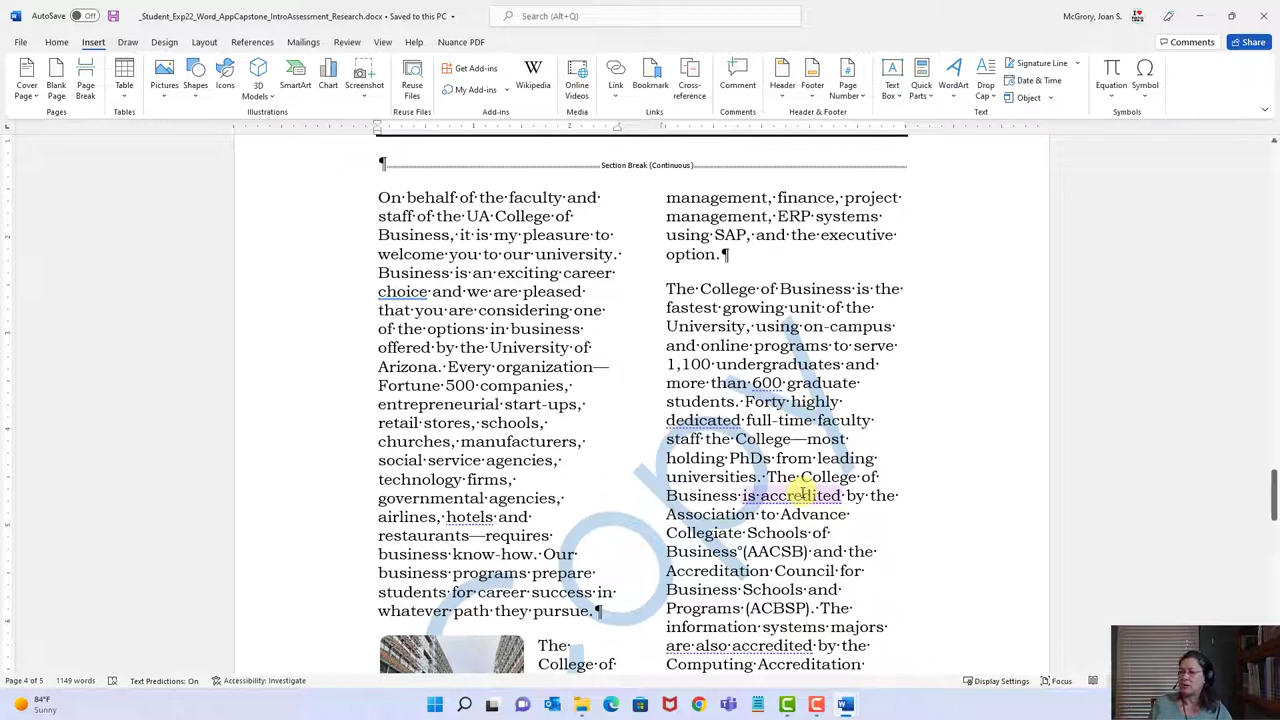 AutoSave Off _Student_Exp22_Word_AppCapstone_IntroAssessment_Research.docx • Saved to this PC Search (Alt+Q) McGrory, Joan S.
File Home Insert Draw Design Layout References Mailings Review View Help Nuance PDF Comments Share
Cover Page Blank Page Page Break Table Pictures Shapes Icons 3D Models SmartArt Chart Screenshot Reuse Files Get Add-ins My Add-ins Wikipedia Online Videos Link Bookmark Cross-reference Comment Header Footer Page Number Text Box Quick Parts WordArt Drop Cap Signature Line Date & Time Object Equation Symbol
Pages Tables Illustrations Reuse Files Add-ins Media Links Comments Header & Footer Text Symbols
Section Break (Continuous)
On behalf of the faculty and
staff of the UA College of
Business, it is my pleasure to
welcome you to our university.
Business is an exciting career
choice and we are pleased
that you are considering one
of the options in business
offered by the University of
Arizona. Every organization—
Fortune 500 companies,
entrepreneurial start-ups,
retail stores, schools,
churches, manufacturers,
social service agencies,
technology firms,
governmental agencies,
airlines, hotels and
restaurants—requires
business know-how. Our
business programs prepare
students for career success in
whatever path they pursue.¶
The
College of
management, finance, project
management, ERP systems
using SAP, and the executive
option.¶
The College of Business is the
fastest growing unit of the
University, using on-campus
and online programs to serve
1,100 undergraduates and
more than 600 graduate
students. Forty highly
dedicated full-time faculty
staff the College—most
holding PhDs from leading
universities. The College of
Business is accredited by the
Association to Advance
Collegiate Schools of
Business°(AACSB) and the
Accreditation Council for
Business Schools and
Programs (ACBSP). The
information systems majors
are also accredited by the
Computing Accreditation
Copy
Page 4 of 5 1149 words Text Predictions: On Accessibility: Investigate Display Settings Focus
84°F
Sunny